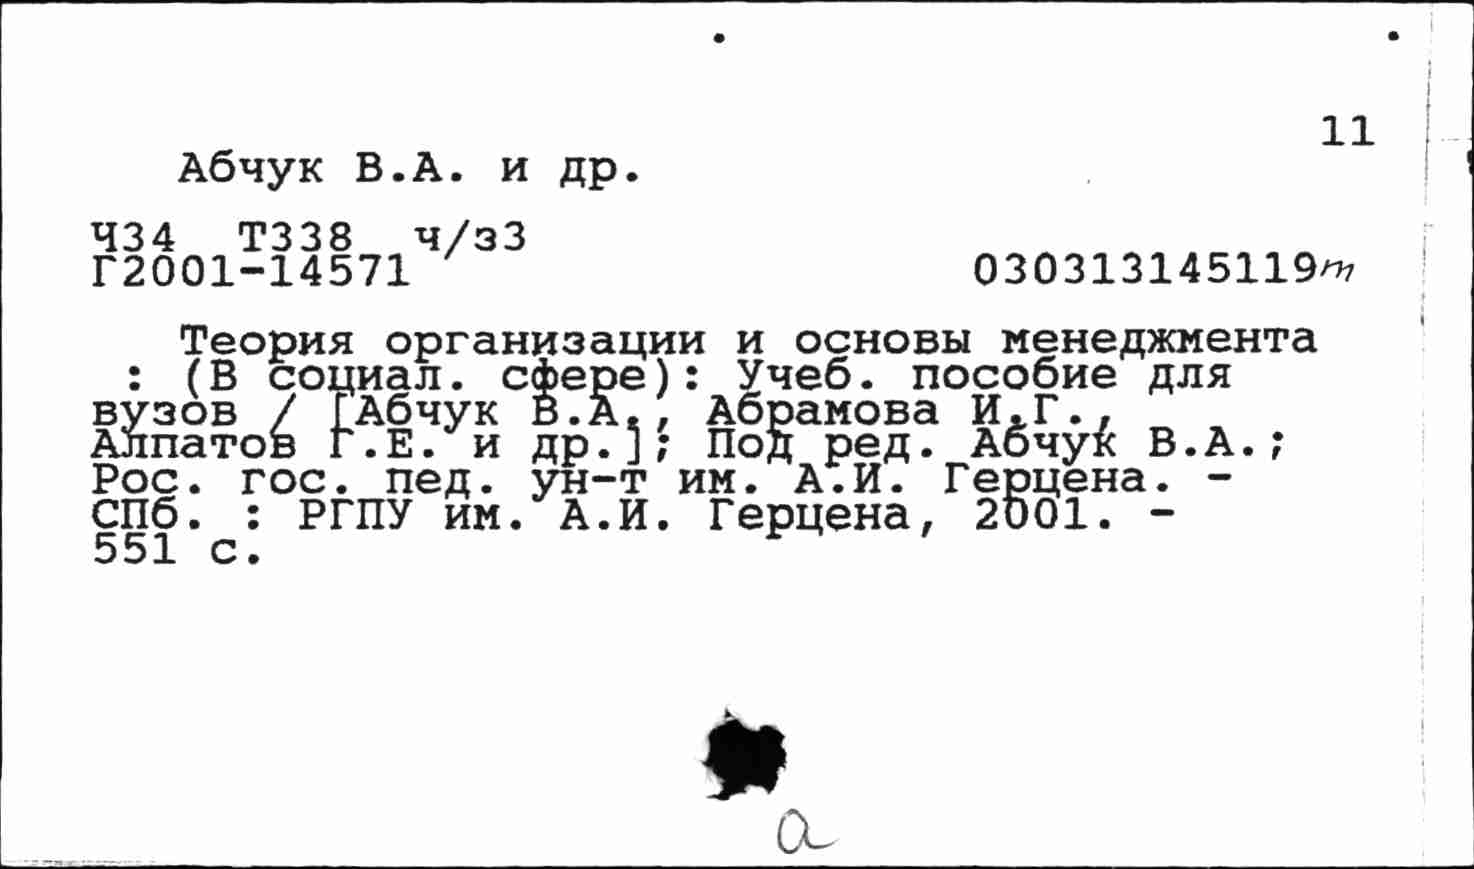 11
Абчук В.А. и др.
Ч34 Т338 ч/з3
Г2001-14571 030313145119т
Теория организации и основы менеджмента
: (В социал. сфере): Учеб. пособие для
вузов / [Абчук В.А., Абрамова И.Г.,
Алпатов Г.Е. и др.]; Под ред. Абчук В.А.;
Рос. гос. пед. ун-т им. А.И. Герцена. -
СПб. : РГПУ им. А.И. Герцена, 2001. -
551 с.
а